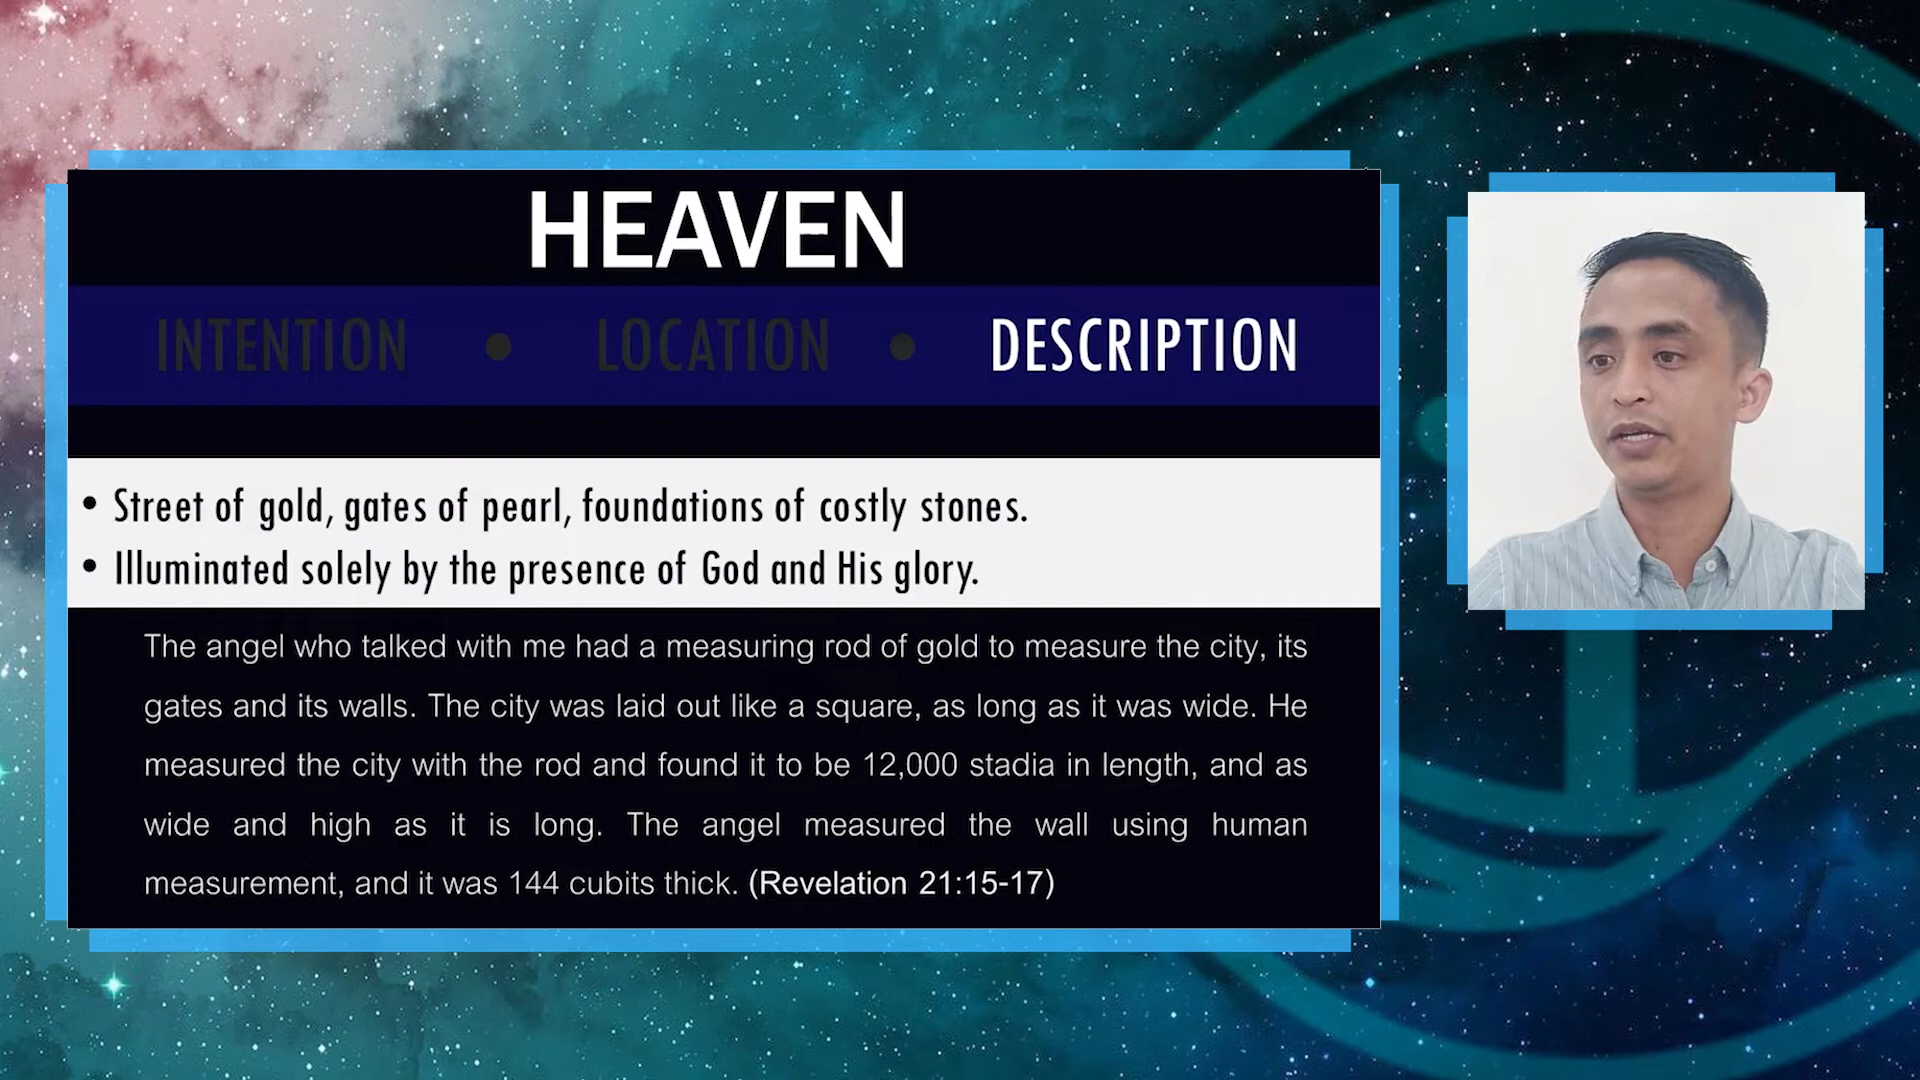 HEAVEN
INTENTION • LOCATION • DESCRIPTION
• Street of gold, gates of pearl, foundations of costly stones.
• Illuminated solely by the presence of God and His glory.
The angel who talked with me had a measuring rod of gold to measure the city, its
gates and its walls. The city was laid out like a square, as long as it was wide. He
measured the city with the rod and found it to be 12,000 stadia in length, and as
wide and high as it is long. The angel measured the wall using human
measurement, and it was 144 cubits thick. (Revelation 21:15-17)